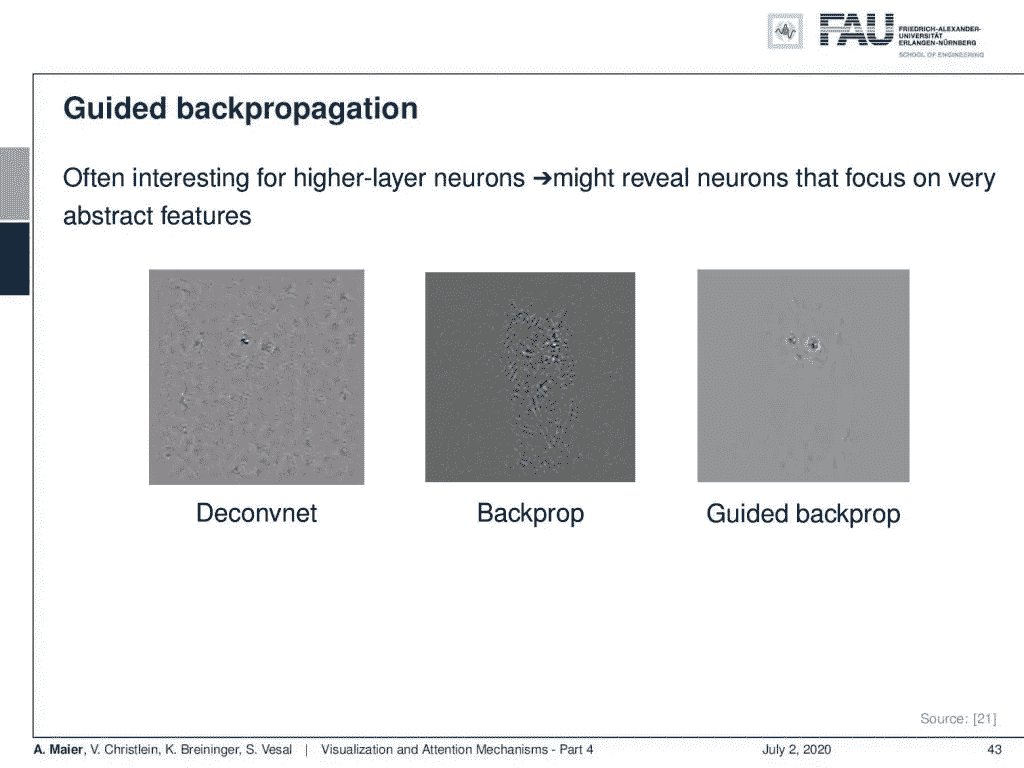 FAU
FRIEDRICH-ALEXANDER-
UNIVERSITÄT
ERLANGEN-NÜRNBERG
SCHOOL OF ENGINEERING
Guided backpropagation
Often interesting for higher-layer neurons ➔might reveal neurons that focus on very
abstract features
Deconvnet Backprop Guided backprop
Source: [21]
A. Maier, V. Christlein, K. Breininger, S. Vesal | Visualization and Attention Mechanisms - Part 4 July 2, 2020 43